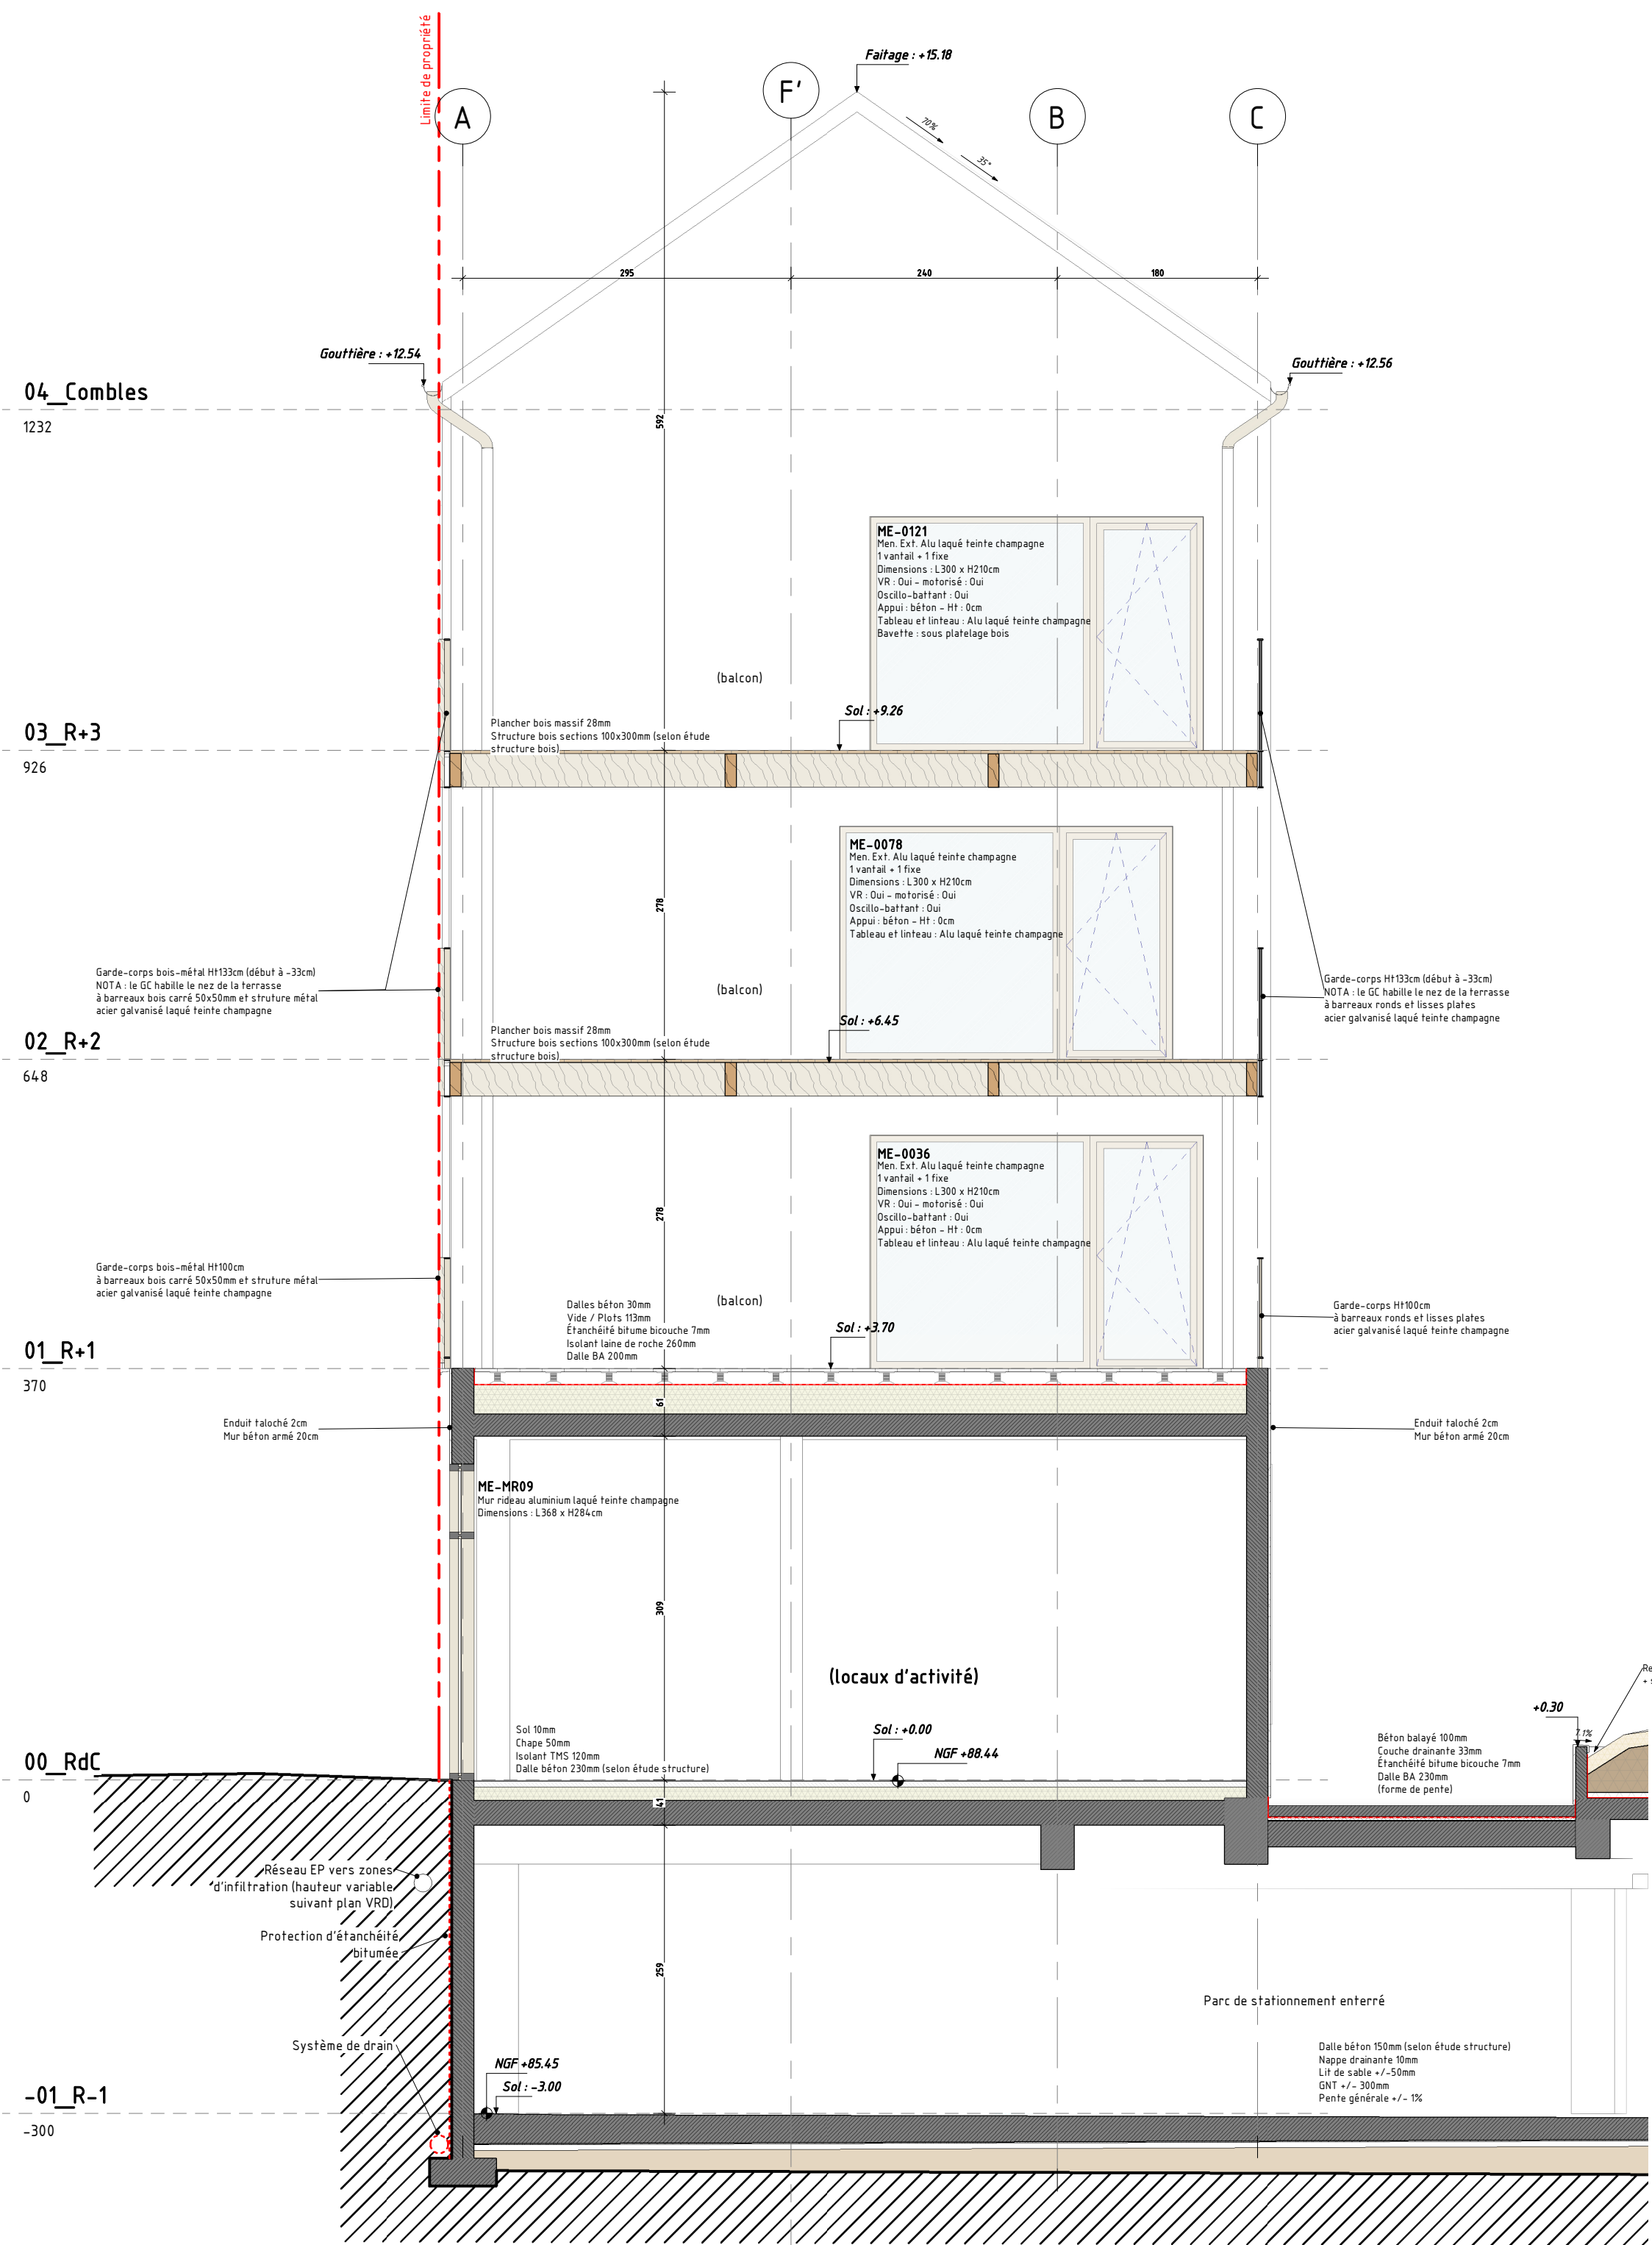 Limite de propriété
Faitage : +15.18
A
F'
B
C
70%
35°
295
240
180
Gouttière : +12.54
Gouttière : +12.56
04_Combles
1232
592
ME-0121
Men. Ext. Alu laqué teinte champagne
1 vantail + 1 fixe
Dimensions : L300 x H210cm
VR : Oui - motorisé : Oui
Oscillo-battant : Oui
Appui : béton - Ht : 0cm
Tableau et linteau : Alu laqué teinte champagne
Bavette : sous platelage bois
(balcon)
Sol : +9.26
Plancher bois massif 28mm
Structure bois sections 100x300mm (selon étude
structure bois)
03_R+3
926
278
ME-0078
Men. Ext. Alu laqué teinte champagne
1 vantail + 1 fixe
Dimensions : L300 x H210cm
VR : Oui - motorisé : Oui
Oscillo-battant : Oui
Appui : béton - Ht : 0cm
Tableau et linteau : Alu laqué teinte champagne
Garde-corps bois-métal Ht133cm (début à -33cm)
NOTA : le GC habille le nez de la terrasse
à barreaux bois carré 50x50mm et struture métal
acier galvanisé laqué teinte champagne
(balcon)
Garde-corps Ht133cm (début à -33cm)
NOTA : le GC habille le nez de la terrasse
à barreaux ronds et lisses plates
acier galvanisé laqué teinte champagne
Sol : +6.45
Plancher bois massif 28mm
Structure bois sections 100x300mm (selon étude
structure bois)
02_R+2
648
278
ME-0036
Men. Ext. Alu laqué teinte champagne
1 vantail + 1 fixe
Dimensions : L300 x H210cm
VR : Oui - motorisé : Oui
Oscillo-battant : Oui
Appui : béton - Ht : 0cm
Tableau et linteau : Alu laqué teinte champagne
Garde-corps bois-métal Ht100cm
à barreaux bois carré 50x50mm et struture métal
acier galvanisé laqué teinte champagne
(balcon)
Dalles béton 30mm
Vide / Plots 113mm
Étanchéité bitume bicouche 7mm
Isolant laine de roche 260mm
Dalle BA 200mm
Sol : +3.70
Garde-corps Ht100cm
à barreaux ronds et lisses plates
acier galvanisé laqué teinte champagne
01_R+1
370
61
Enduit taloché 2cm
Mur béton armé 20cm
Enduit taloché 2cm
Mur béton armé 20cm
ME-MR09
Mur rideau aluminium laqué teinte champagne
Dimensions : L368 x H284cm
309
(locaux d'activité)
Sol : +0.00
NGF +88.44
Sol 10mm
Chape 50mm
Isolant TMS 120mm
Dalle béton 230mm (selon étude structure)
+0.30
7.1%
Béton balayé 100mm
Couche drainante 33mm
Étanchéité bitume bicouche 7mm
Dalle BA 230mm
(forme de pente)
00_RdC
0
41
Réseau EP vers zones
d'infiltration (hauteur variable
suivant plan VRD)
Protection d'étanchéité
bitumée
259
Parc de stationnement enterré
Système de drain
NGF +85.45
Sol : -3.00
Dalle béton 150mm (selon étude structure)
Nappe drainante 10mm
Lit de sable +/-50mm
GNT +/- 300mm
Pente générale +/- 1%
-01_R-1
-300